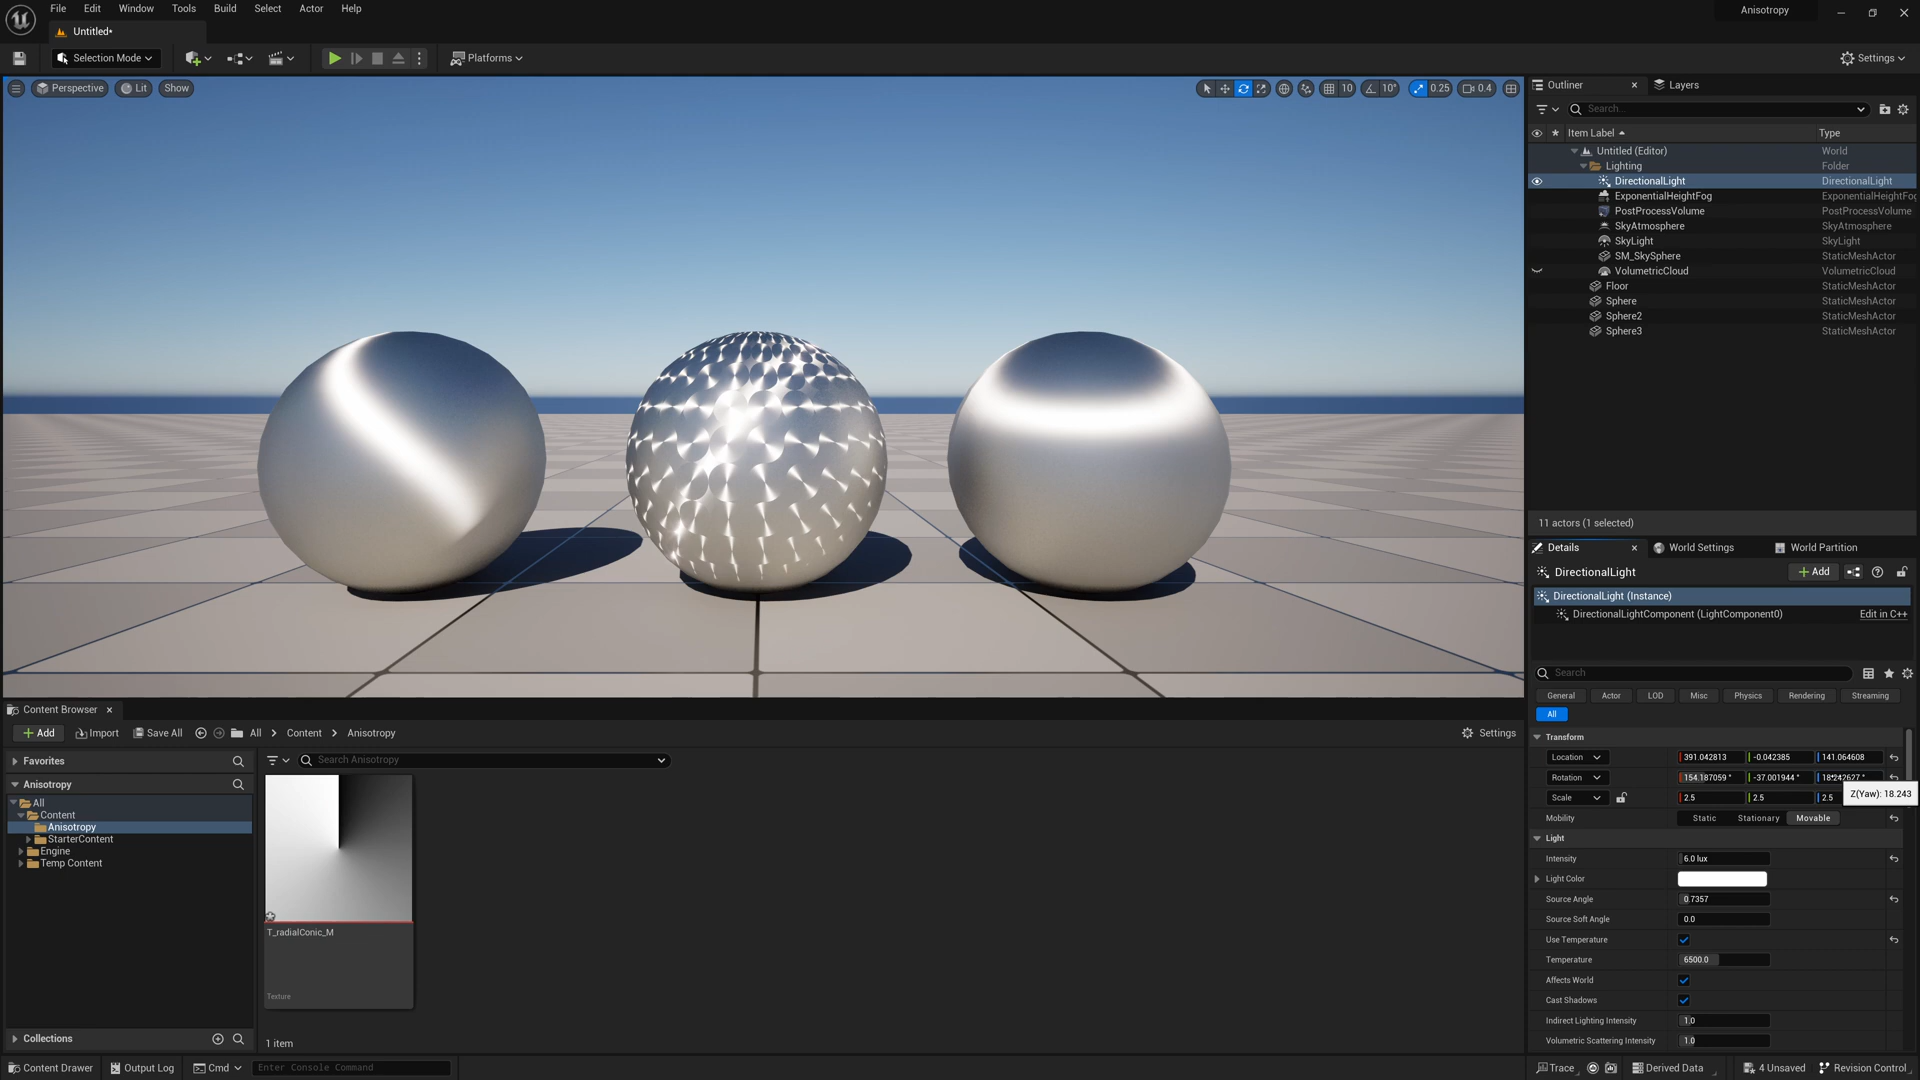 File Edit Window Tools Build Select Actor Help
Anisotropy
Untitled•
Selection Mode
Platforms
Settings
Perspective Lit Show
10 10° 0.25 0.4
Outliner Layers
Search...
Item Label Type
Untitled (Editor) World
Lighting Folder
DirectionalLight DirectionalLight
ExponentialHeightFog ExponentialHeightFog
PostProcessVolume PostProcessVolume
SkyAtmosphere SkyAtmosphere
SkyLight SkyLight
SM_SkySphere StaticMeshActor
VolumetricCloud VolumetricCloud
Floor StaticMeshActor
Sphere StaticMeshActor
Sphere2 StaticMeshActor
Sphere3 StaticMeshActor
11 actors (1 selected)
Details World Settings World Partition
DirectionalLight Add
DirectionalLight (Instance)
DirectionalLightComponent (LightComponent0) Edit in C++
Search
General Actor LOD Misc Physics Rendering Streaming
All
Transform
Location 391.042813 -0.042385 141.064608
Rotation 154.187059 ° -37.001944 ° 18.242627 °
Z(Yaw): 18.243
Scale 2.5 2.5 2.5
Mobility Static Stationary Movable
Light
Intensity 6.0 lux
Light Color
Source Angle 0.7357
Source Soft Angle 0.0
Use Temperature
Temperature 6500.0
Affects World
Cast Shadows
Indirect Lighting Intensity 1.0
Volumetric Scattering Intensity 1.0
Content Browser
Add Import Save All All Content Anisotropy Settings
Favorites
Search Anisotropy
Anisotropy
All
Content
Anisotropy
StarterContent
Engine
Temp Content
T_radialConic_M
Texture
Collections
1 item
Content Drawer Output Log Cmd Enter Console Command Trace Derived Data 4 Unsaved Revision Control